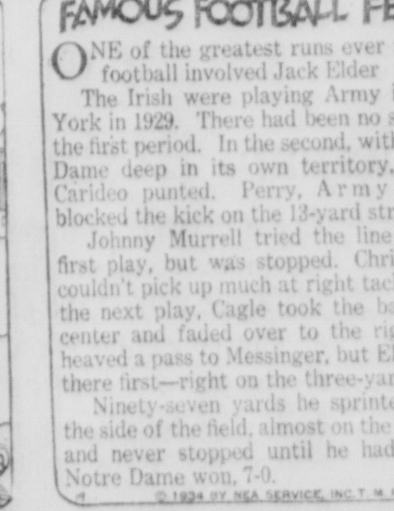 FAMOUS FOOTBALL FE
ONE of the greatest runs ever
football involved Jack Elder
The Irish were playing Army
York in 1929. There had been no s
the first period. In the second, with
Dame deep in its own territory,
Carideo punted. Perry, Army
blocked the kick on the 13-yard str
Johnny Murrell tried the line
first play, but was stopped. Chri
couldn't pick up much at right tac
the next play, Cagle took the ba
center and faded over to the rig
heaved a pass to Messinger, but El
there first—right on the three-yar
Ninety-seven yards he sprinte
the side of the field, almost on the
and never stopped until he had
Notre Dame won, 7-0.
© 1934 BY NEA SERVICE, INC. T. M.